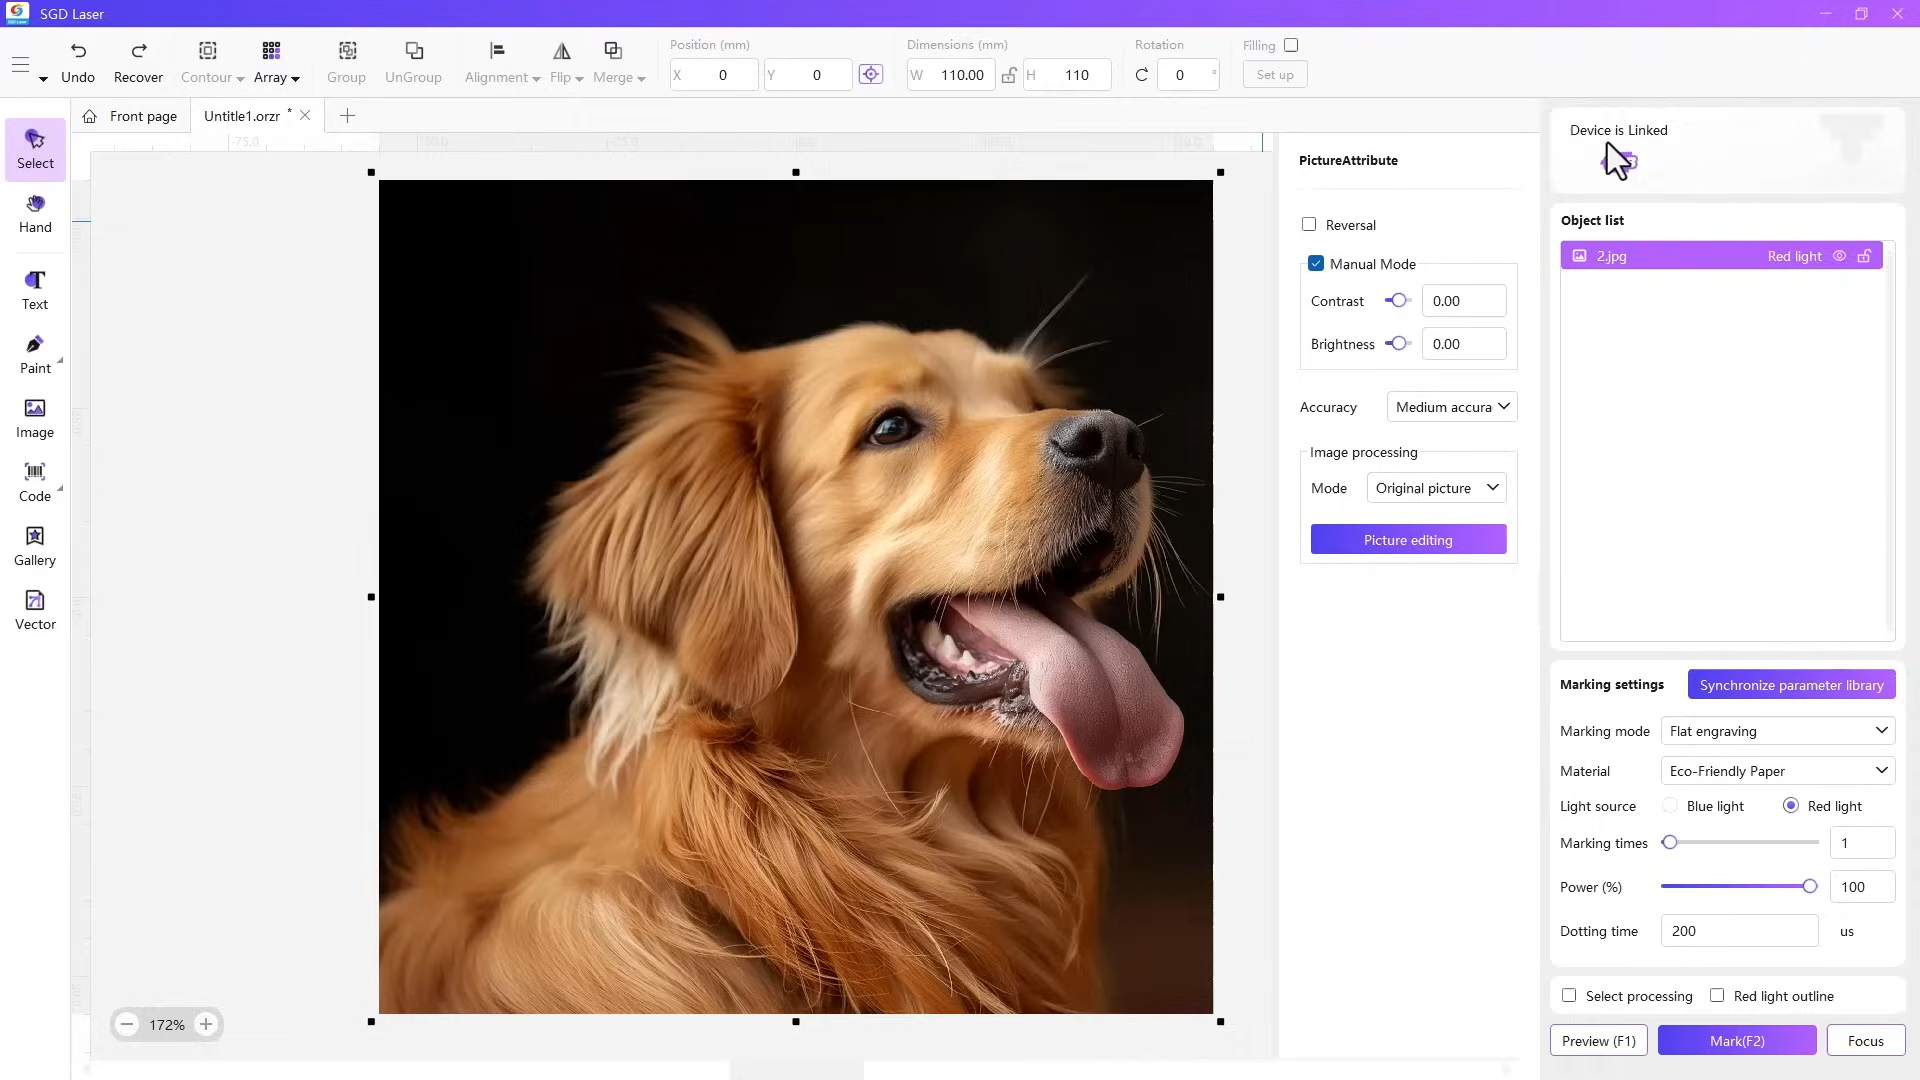 SGD Laser
Undo
Recover
Contour
Array
Group
UnGroup
Alignment
Flip
Merge
Position (mm)
X 0
Y 0
Dimensions (mm)
W 110.00
H 110
Rotation
0 °
Filling
Set up
Front page
Untitle1.orzr *
Select
Hand
Text
Paint
Image
Code
Gallery
Vector
172%
PictureAttribute
Reversal
Manual Mode
Contrast 0.00
Brightness 0.00
Accuracy Medium accura
Image processing
Mode Original picture
Picture editing
Device is Linked
Object list
2.jpg Red light
Marking settings Synchronize parameter library
Marking mode Flat engraving
Material Eco-Friendly Paper
Light source Blue light Red light
Marking times 1
Power (%) 100
Dotting time 200 us
Select processing Red light outline
Preview (F1) Mark(F2) Focus